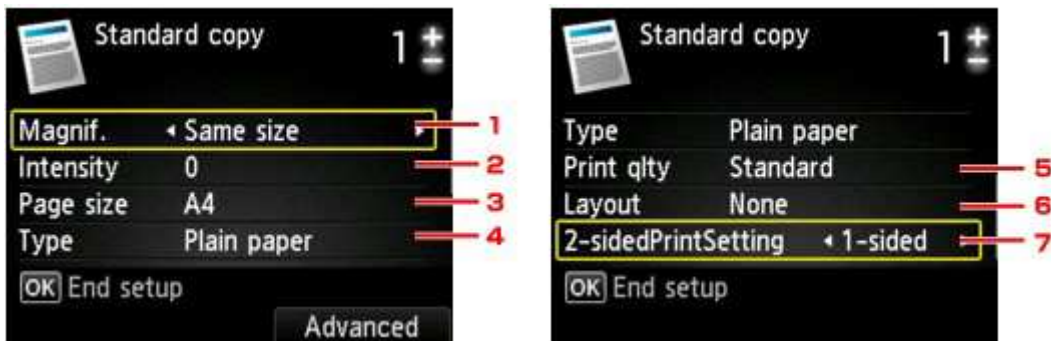 Standard copy 1 + -
Magnif. Same size 1
Intensity 0 2
Page size A4 3
Type Plain paper 4
OK End setup
Advanced
Standard copy 1 + -
Type Plain paper
Print qlty Standard 5
Layout None 6
2-sidedPrintSetting 1-sided 7
OK End setup